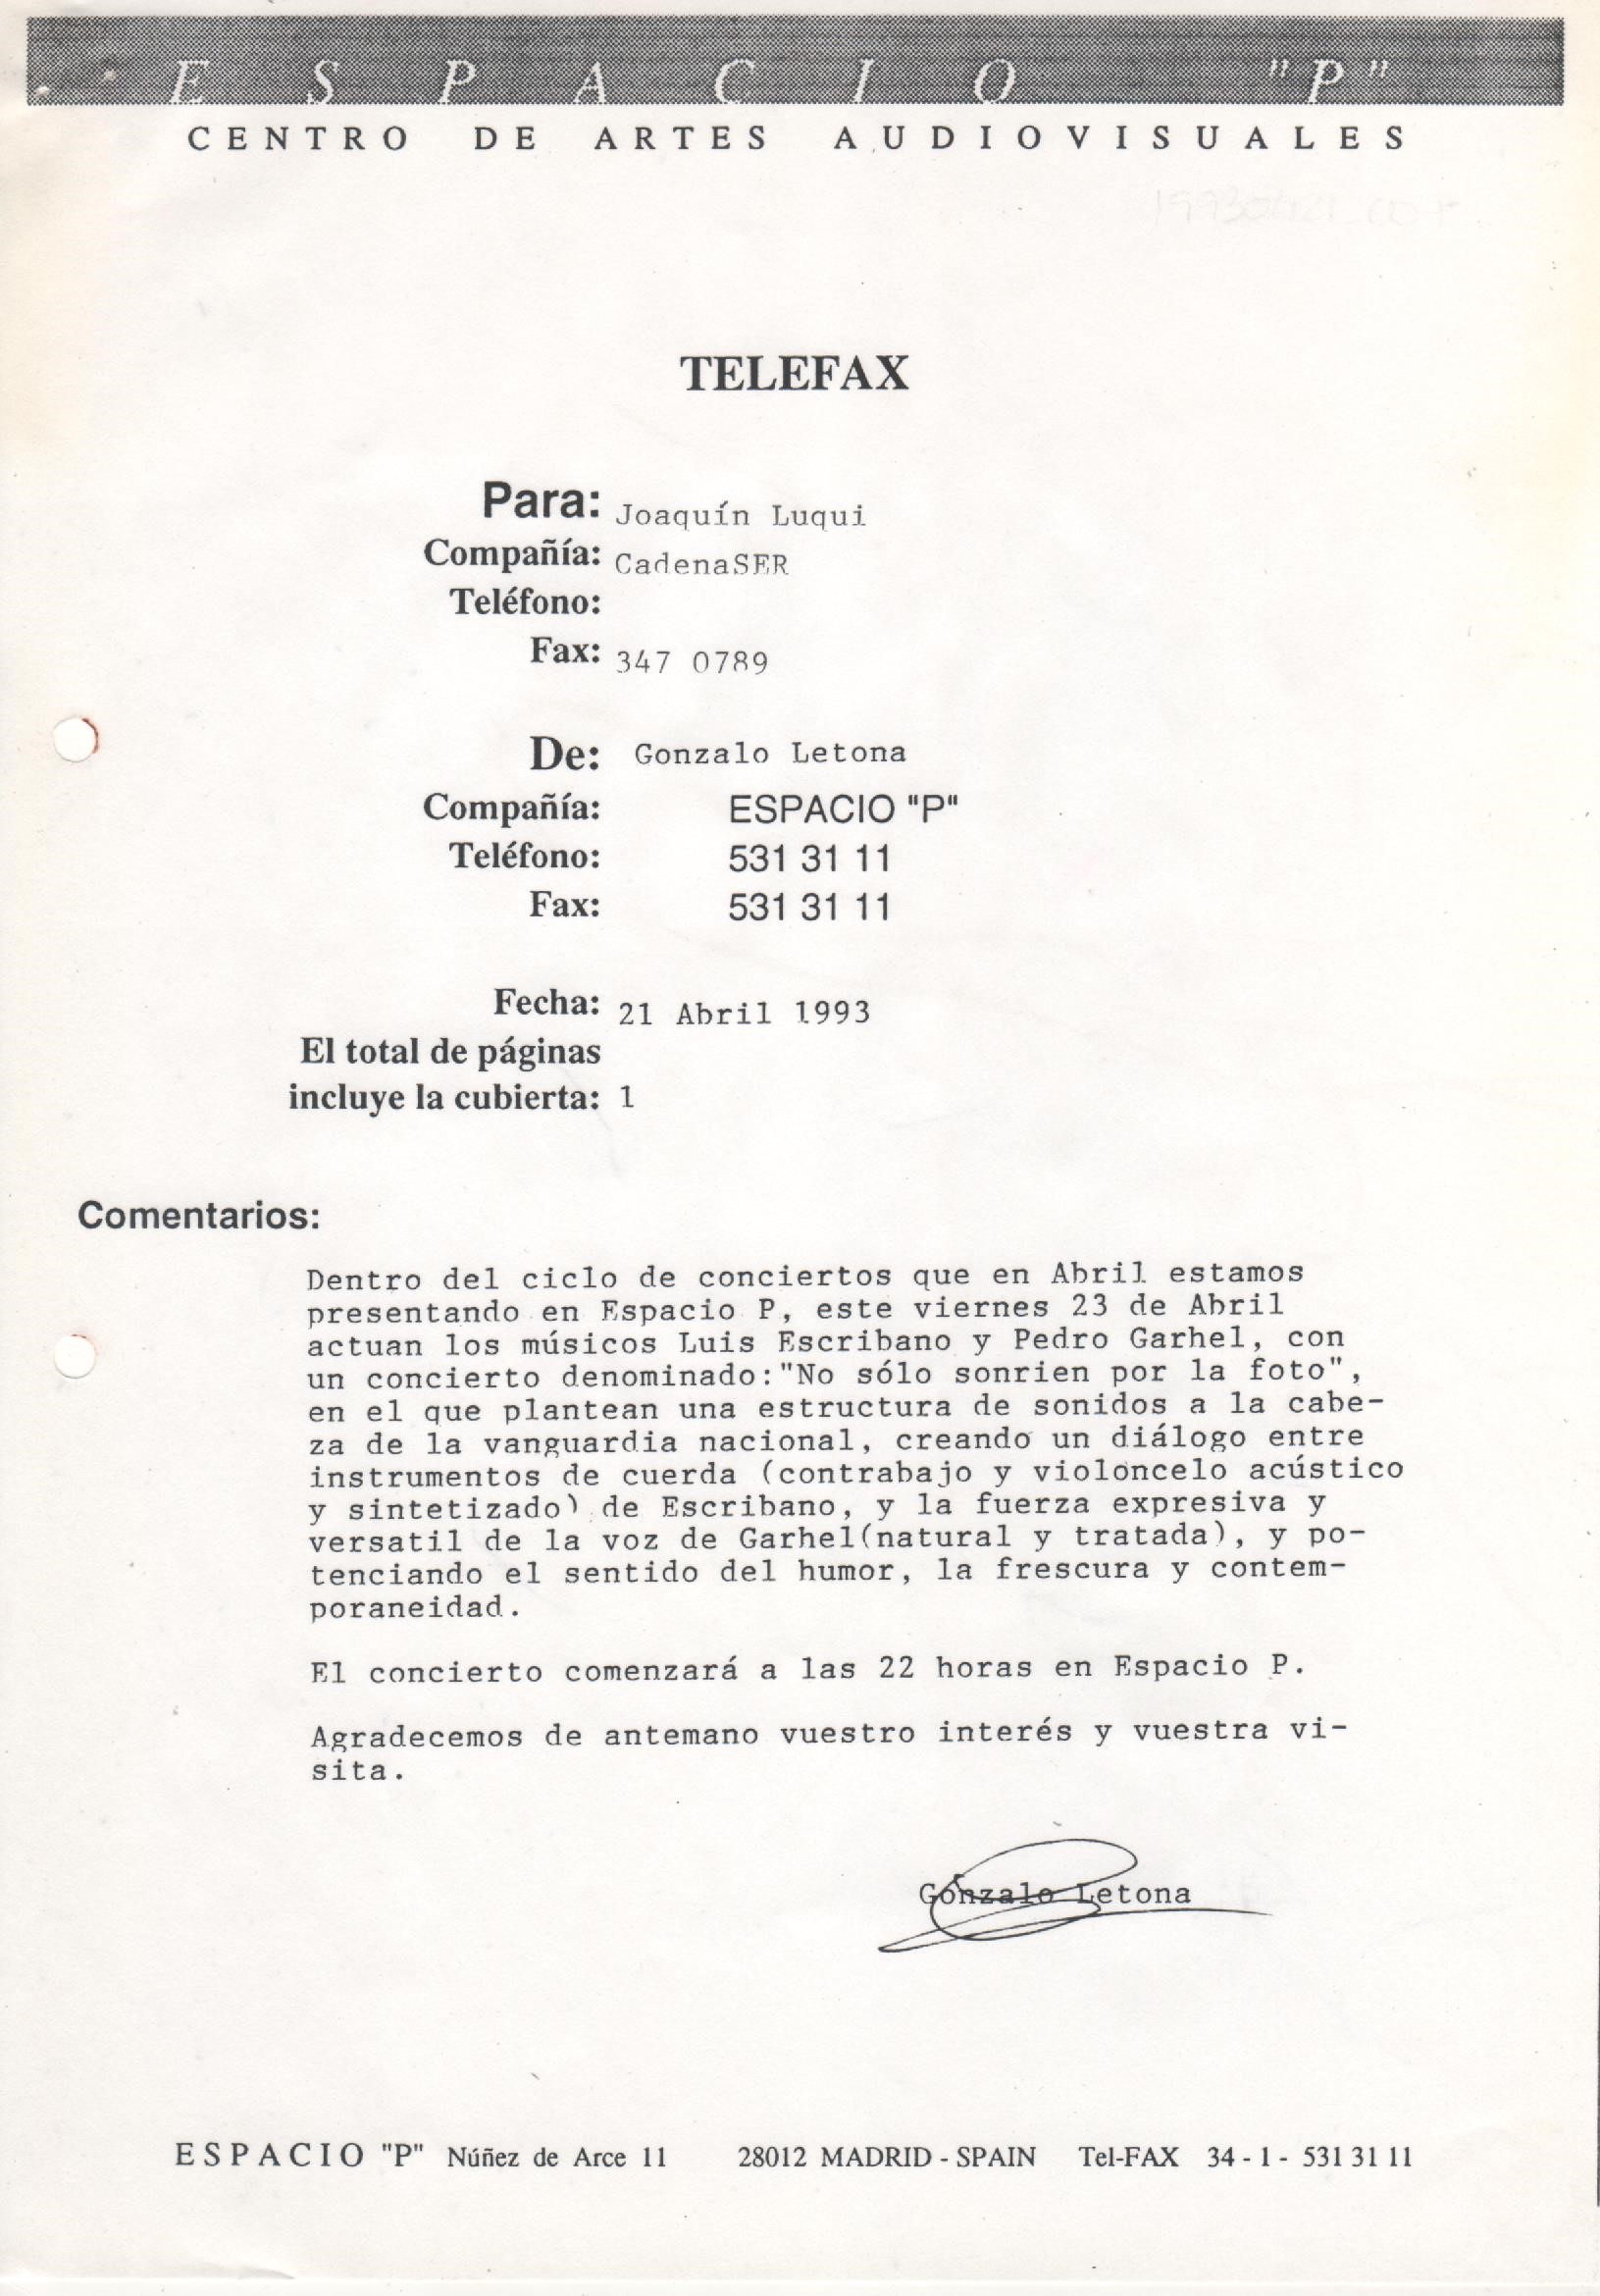 ESPACIO "P"
CENTRO DE ARTES AUDIOVISUALES
TELEFAX
Para: Joaquín Luqui
Compañía: CadenaSER
Teléfono:
Fax: 347 0789
De: Gonzalo Letona
Compañía: ESPACIO "P"
Teléfono: 531 31 11
Fax: 531 31 11
Fecha: 21 Abril 1993
El total de páginas
incluye la cubierta: 1
Comentarios:
Dentro del ciclo de conciertos que en Abril estamos
presentando en Espacio P, este viernes 23 de Abril
actuan los músicos Luis Escribano y Pedro Garhel, con
un concierto denominado:"No sólo sonrien por la foto",
en el que plantean una estructura de sonidos a la cabe-
za de la vanguardia nacional, creando un diálogo entre
instrumentos de cuerda (contrabajo y violoncelo acústico
y sintetizado) de Escribano, y la fuerza expresiva y
versatil de la voz de Garhel(natural y tratada), y po-
tenciando el sentido del humor, la frescura y contem-
poraneidad.
El concierto comenzará a las 22 horas en Espacio P.
Agradecemos de antemano vuestro interés y vuestra vi-
sita.
Gonzalo Letona
ESPACIO "P" Núñez de Arce 11 28012 MADRID - SPAIN Tel-FAX 34 - 1 - 531 31 11